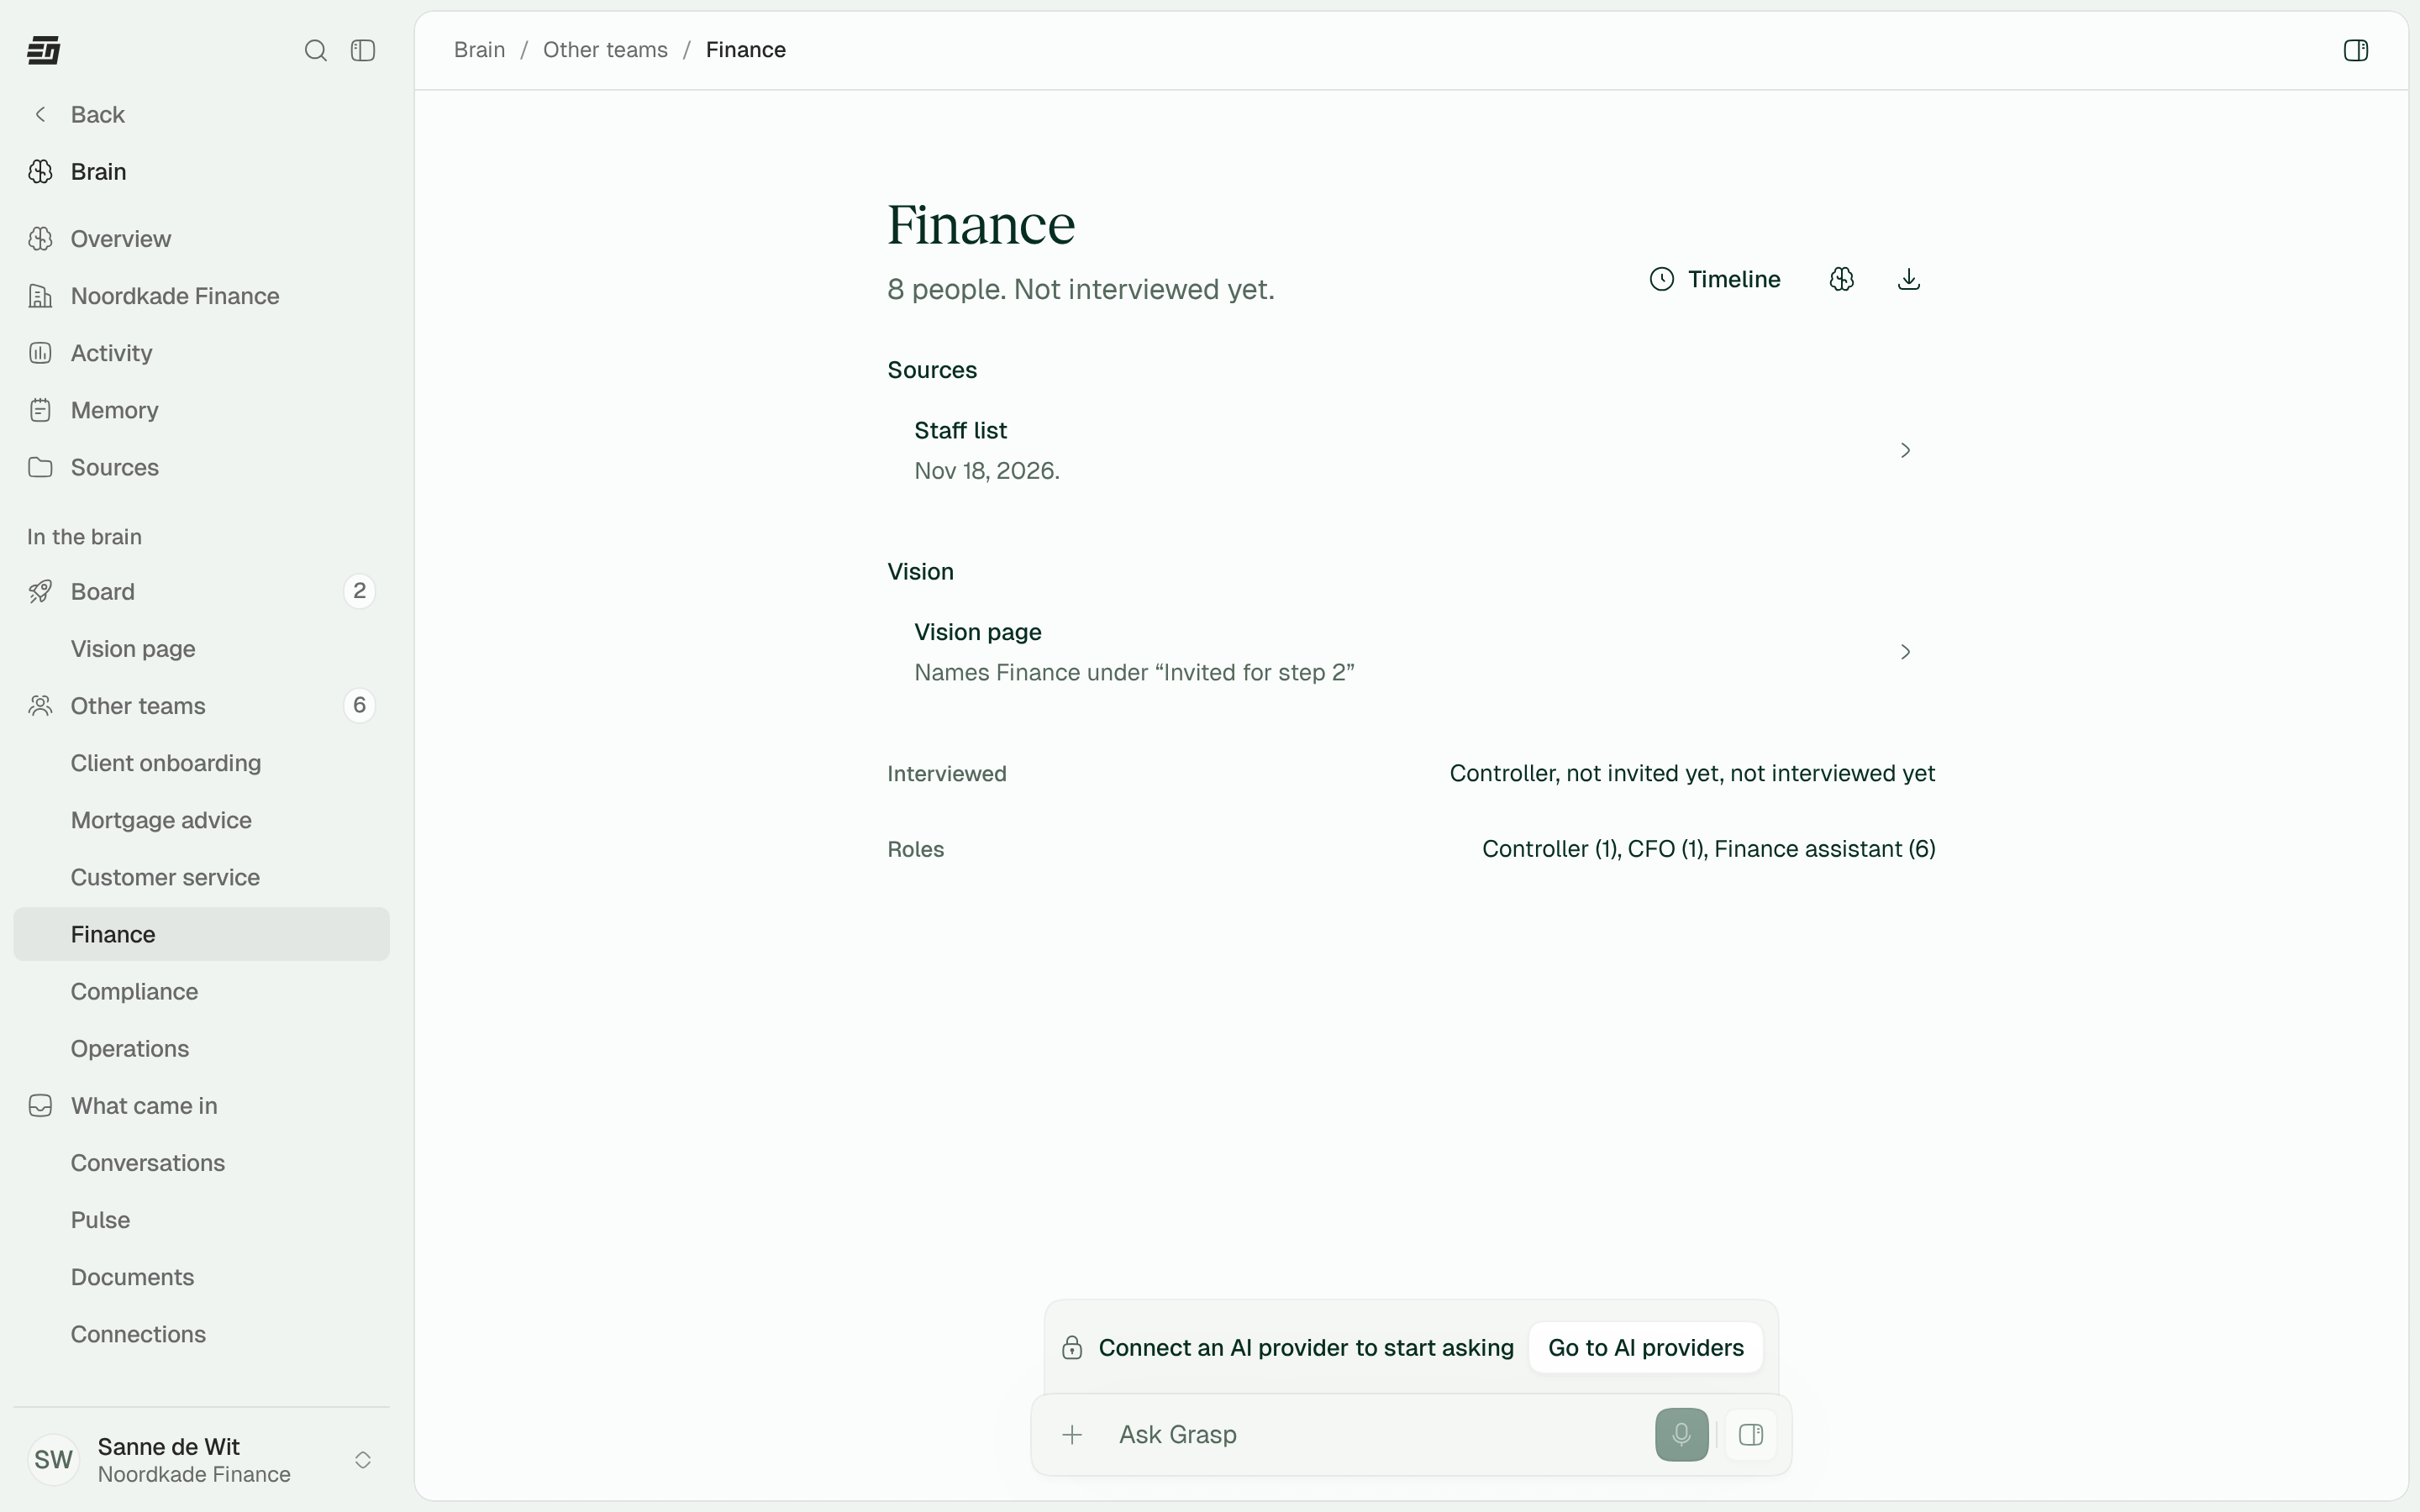 Back
Brain
Overview
Noordkade Finance
Activity
Memory
Sources
In the brain
Board 2
Vision page
Other teams 6
Client onboarding
Mortgage advice
Customer service
Finance
Compliance
Operations
What came in
Conversations
Pulse
Documents
Connections
SW
Sanne de Wit
Noordkade Finance
Brain / Other teams / Finance
Finance
8 people. Not interviewed yet.
Timeline
Sources
Staff list
Nov 18, 2026.
Vision
Vision page
Names Finance under “Invited for step 2”
Interviewed Controller, not invited yet, not interviewed yet
Roles Controller (1), CFO (1), Finance assistant (6)
Connect an AI provider to start asking Go to AI providers
Ask Grasp